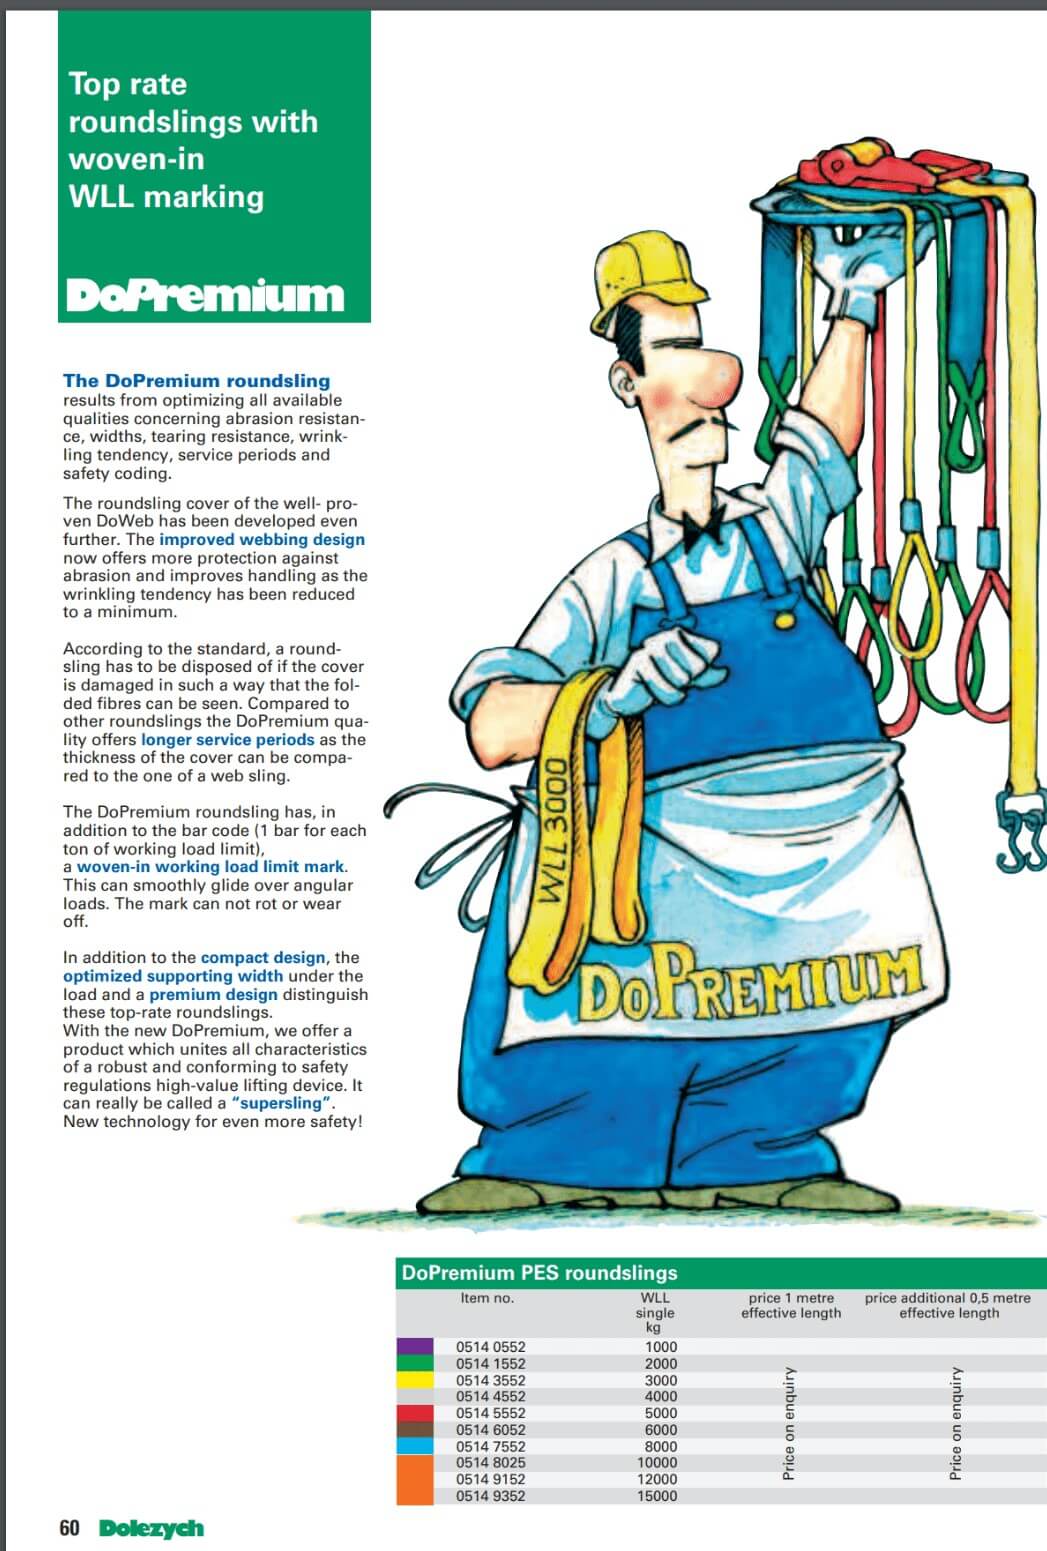 Top rate
roundslings with
woven-in
WLL marking
DoPremium
The DoPremium roundsling
results from optimizing all available
qualities concerning abrasion resistan-
ce, widths, tearing resistance, wrink-
ling tendency, service periods and
safety coding.
The roundsling cover of the well- pro-
ven DoWeb has been developed even
further. The improved webbing design
now offers more protection against
abrasion and improves handling as the
wrinkling tendency has been reduced
to a minimum.
According to the standard, a round-
sling has to be disposed of if the cover
is damaged in such a way that the fol-
ded fibres can be seen. Compared to
other roundslings the DoPremium qua-
lity offers longer service periods as the
thickness of the cover can be compa-
red to the one of a web sling.
The DoPremium roundsling has, in
addition to the bar code (1 bar for each
ton of working load limit),
a woven-in working load limit mark.
This can smoothly glide over angular
loads. The mark can not rot or wear
off.
In addition to the compact design, the
optimized supporting width under the
load and a premium design distinguish
these top-rate roundslings.
With the new DoPremium, we offer a
product which unites all characteristics
of a robust and conforming to safety
regulations high-value lifting device. It
can really be called a “supersling”.
New technology for even more safety!
WLL 3000
DOPREMIUM
DoPremium PES roundslings
Item no. WLL single kg price 1 metre effective length price additional 0,5 metre effective length
0514 0552 1000
0514 1552 2000
0514 3552 3000
0514 4552 4000
0514 5552 5000
0514 6052 6000
0514 7552 8000
0514 8025 10000
0514 9152 12000
0514 9352 15000
Price on enquiry
Price on enquiry
60 Dolezych